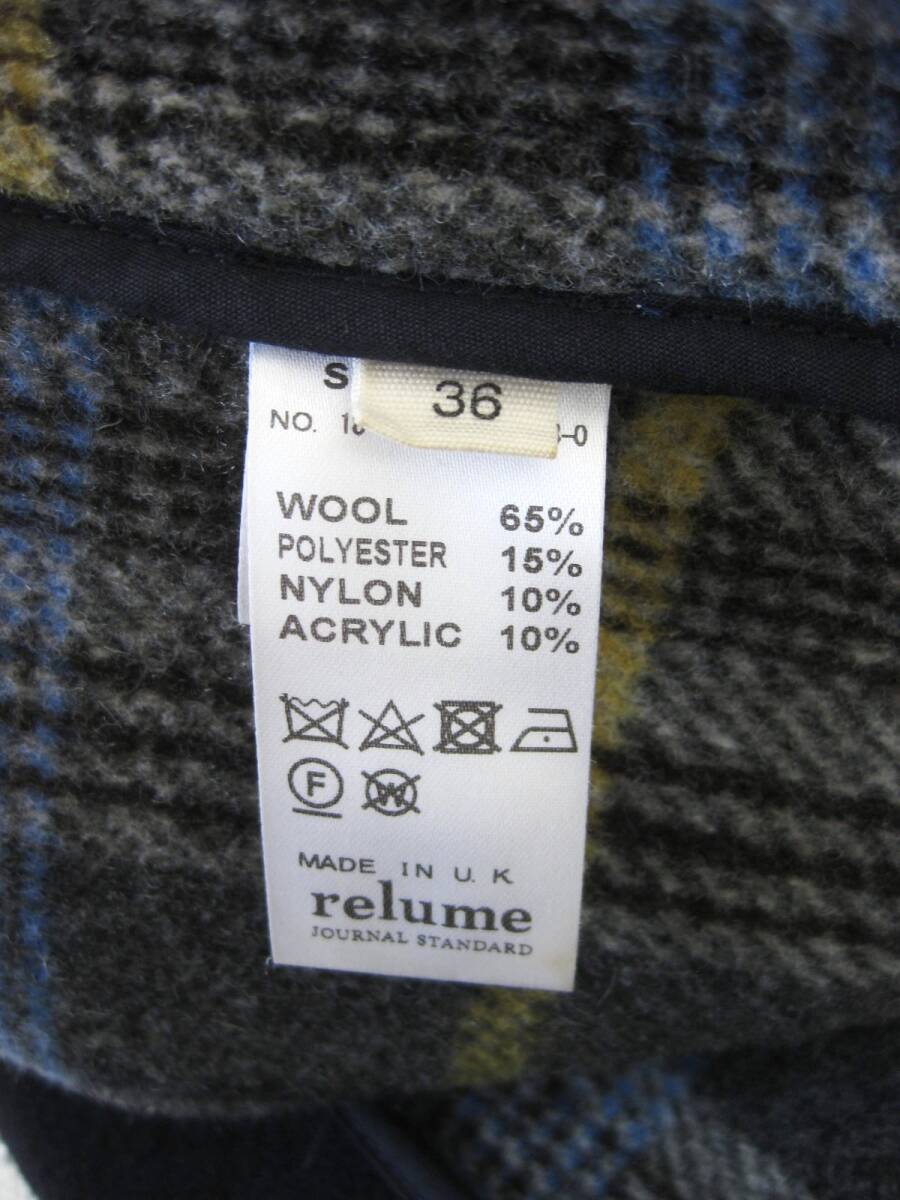 S
36
NO.
WOOL 65%
POLYESTER 15%
NYLON 10%
ACRYLIC 10%
F
W
MADE IN U. K
relume
JOURNAL STANDARD